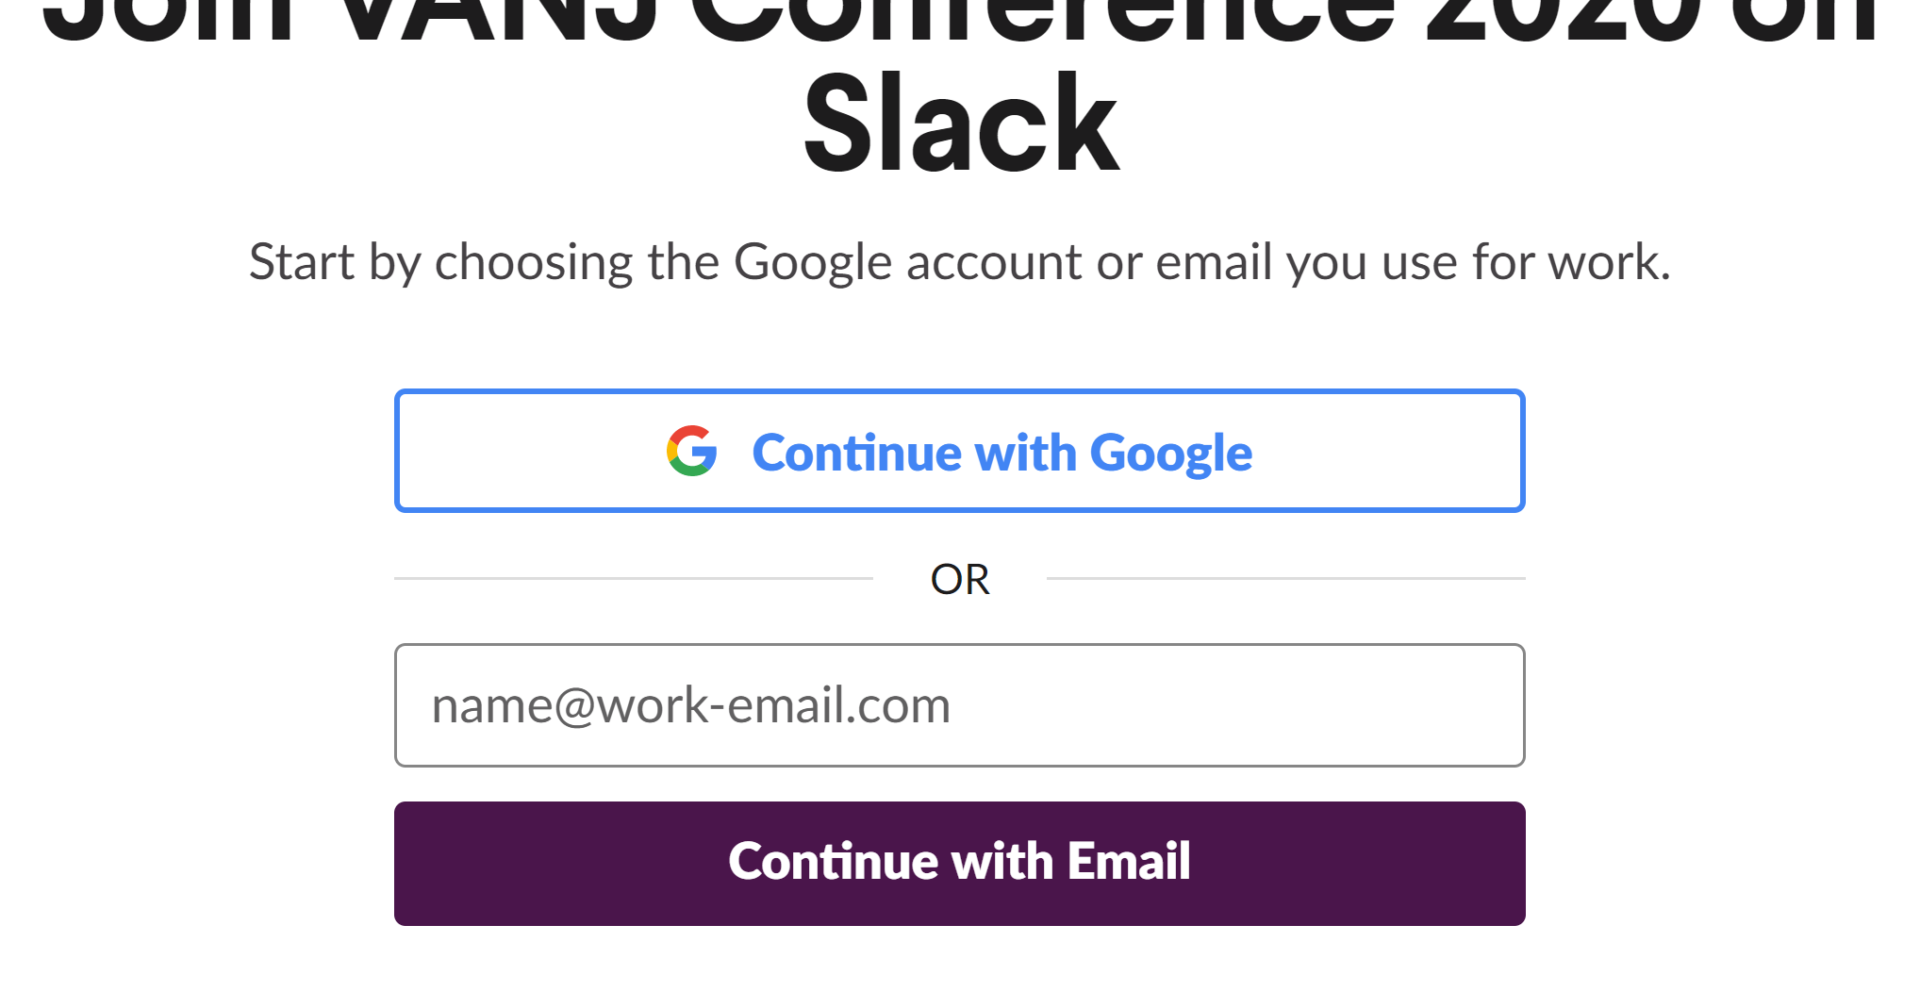 Join VANJ Conference 2020 on
Slack
Start by choosing the Google account or email you use for work.
Continue with Google
OR
name@work-email.com
Continue with Email